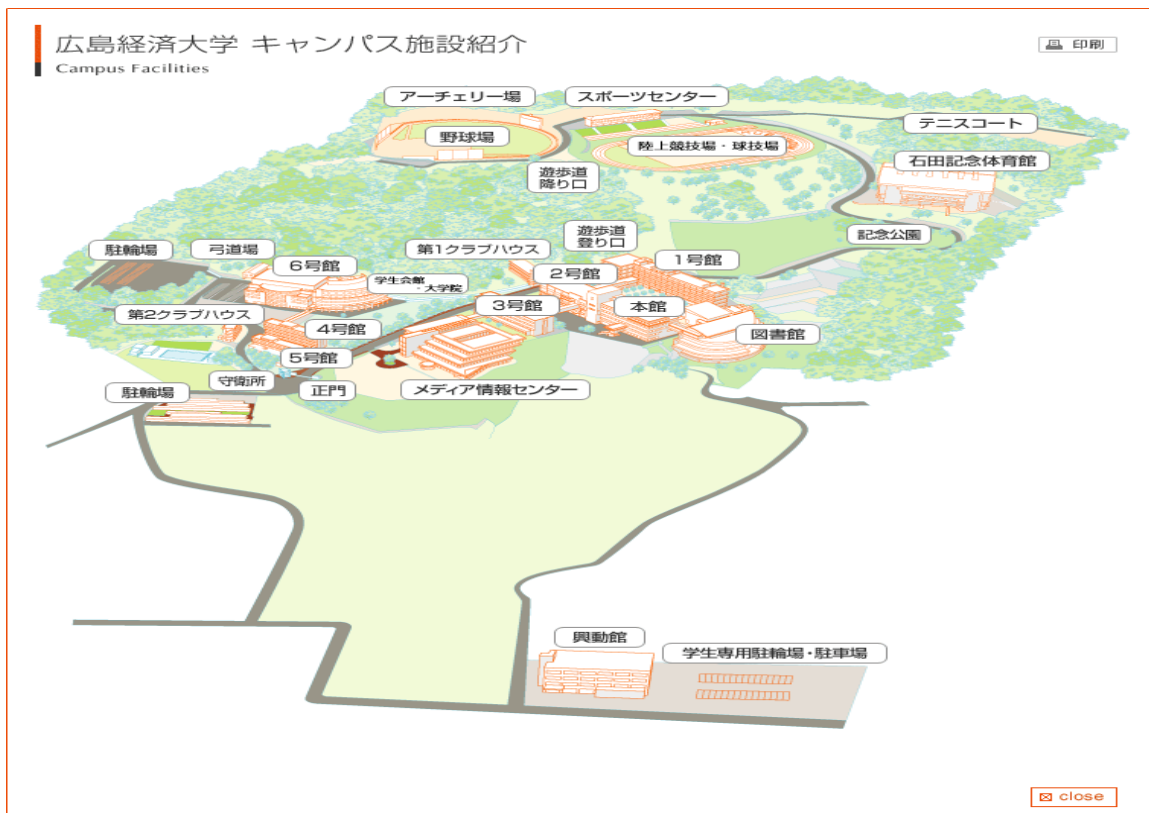 広島経済大学 キャンパス施設紹介
Campus Facilities
印刷
アーチェリー場
スポーツセンター
テニスコート
野球場
陸上競技場・球技場
石田記念体育館
遊歩道
降り口
遊歩道
登り口
記念公園
駐輪場
弓道場
第1クラブハウス
1号館
6号館
2号館
学生会館
・大学院
3号館
本館
第2クラブハウス
4号館
図書館
5号館
守衛所
正門
メディア情報センター
駐輪場
興動館
学生専用駐輪場・駐車場
close